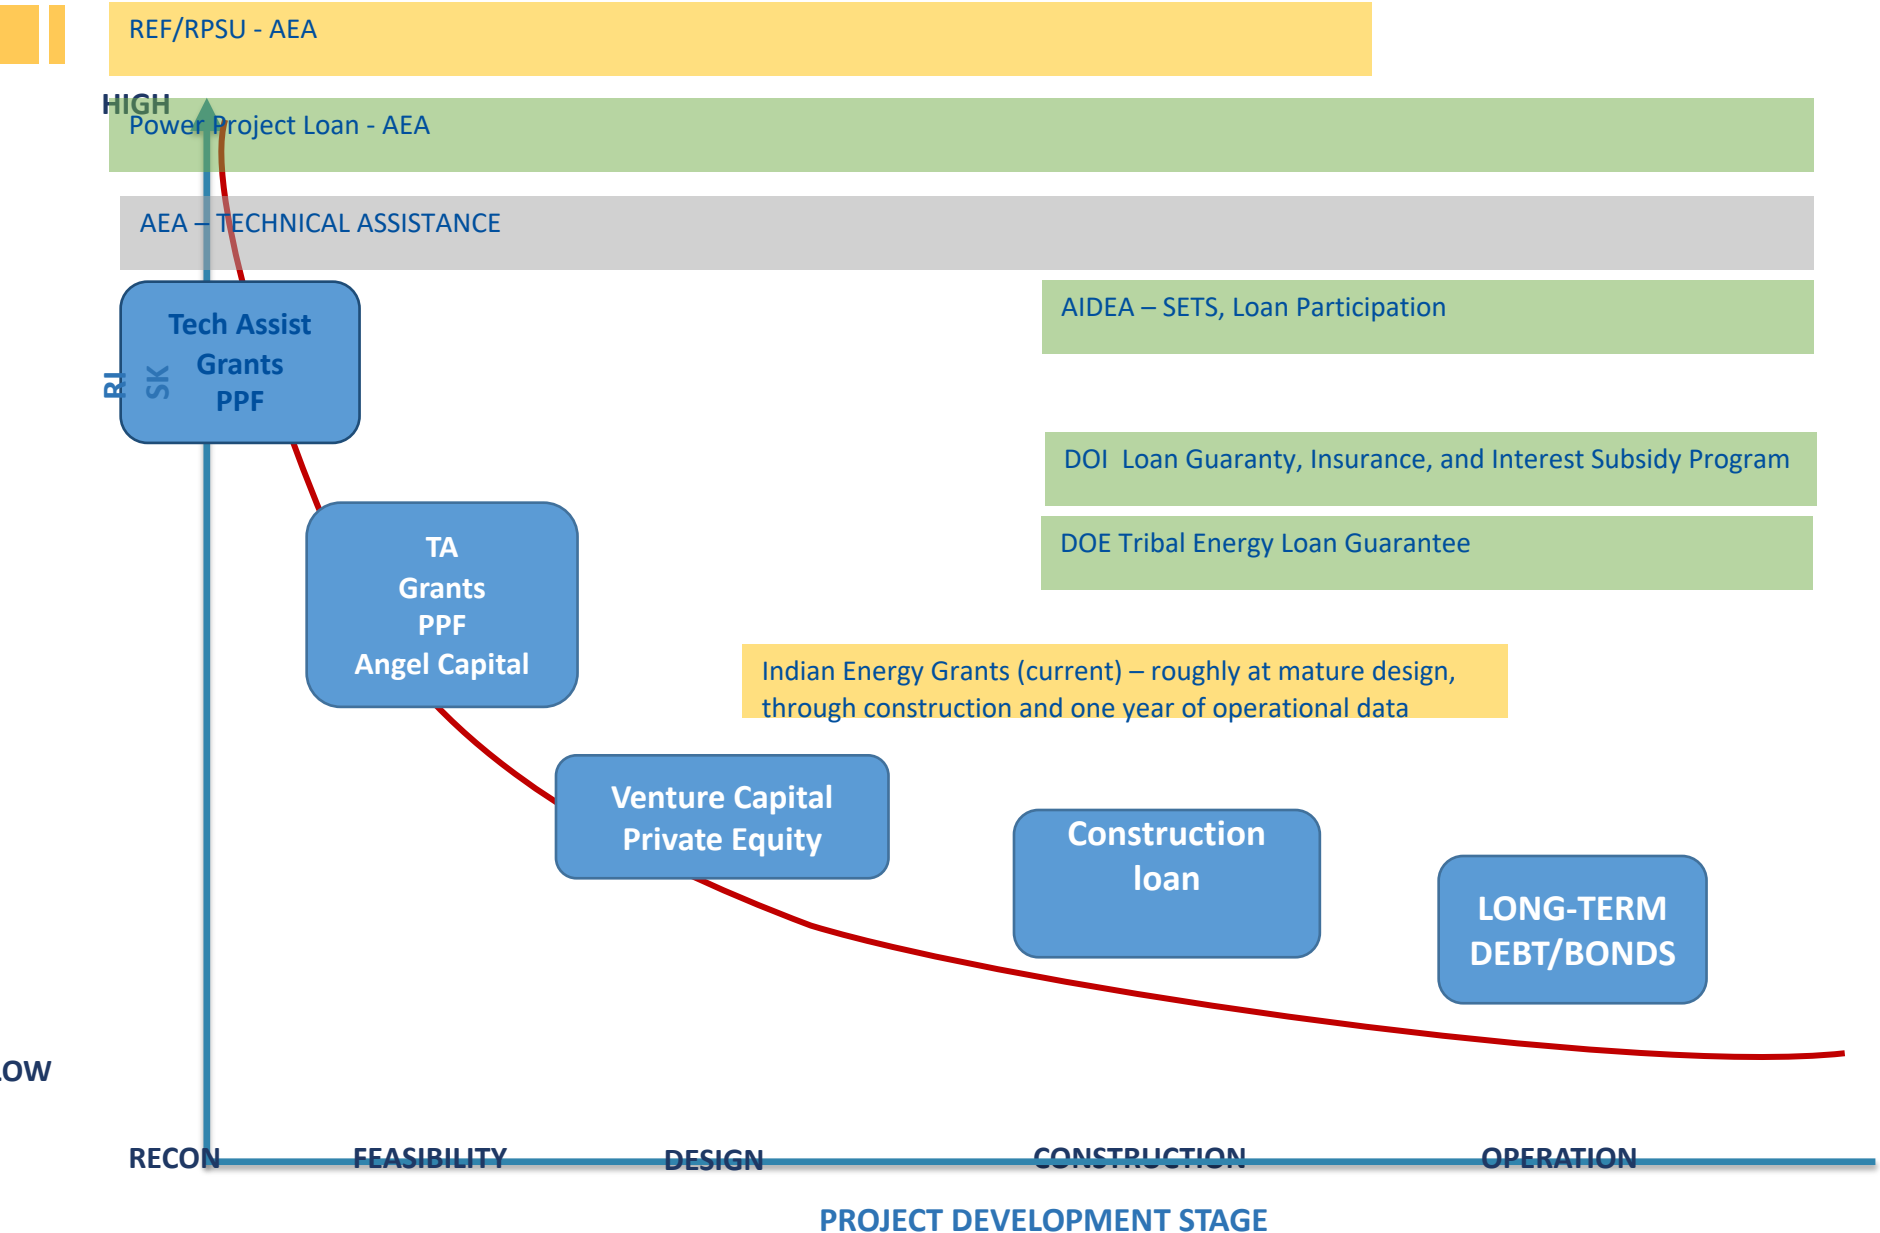 REF/RPSU - AEA
HIGH
Power Project Loan - AEA
AEA – TECHNICAL ASSISTANCE
Tech Assist
Grants
PPF
RI
SK
AIDEA – SETS, Loan Participation
DOI  Loan Guaranty, Insurance, and Interest Subsidy Program
TA
Grants
PPF
Angel Capital
DOE Tribal Energy Loan Guarantee
Indian Energy Grants (current) – roughly at mature design,
through construction and one year of operational data
Venture Capital
Private Equity
Construction
loan
LONG-TERM
DEBT/BONDS
LOW
RECON
FEASIBILITY
DESIGN
CONSTRUCTION
OPERATION
PROJECT DEVELOPMENT STAGE